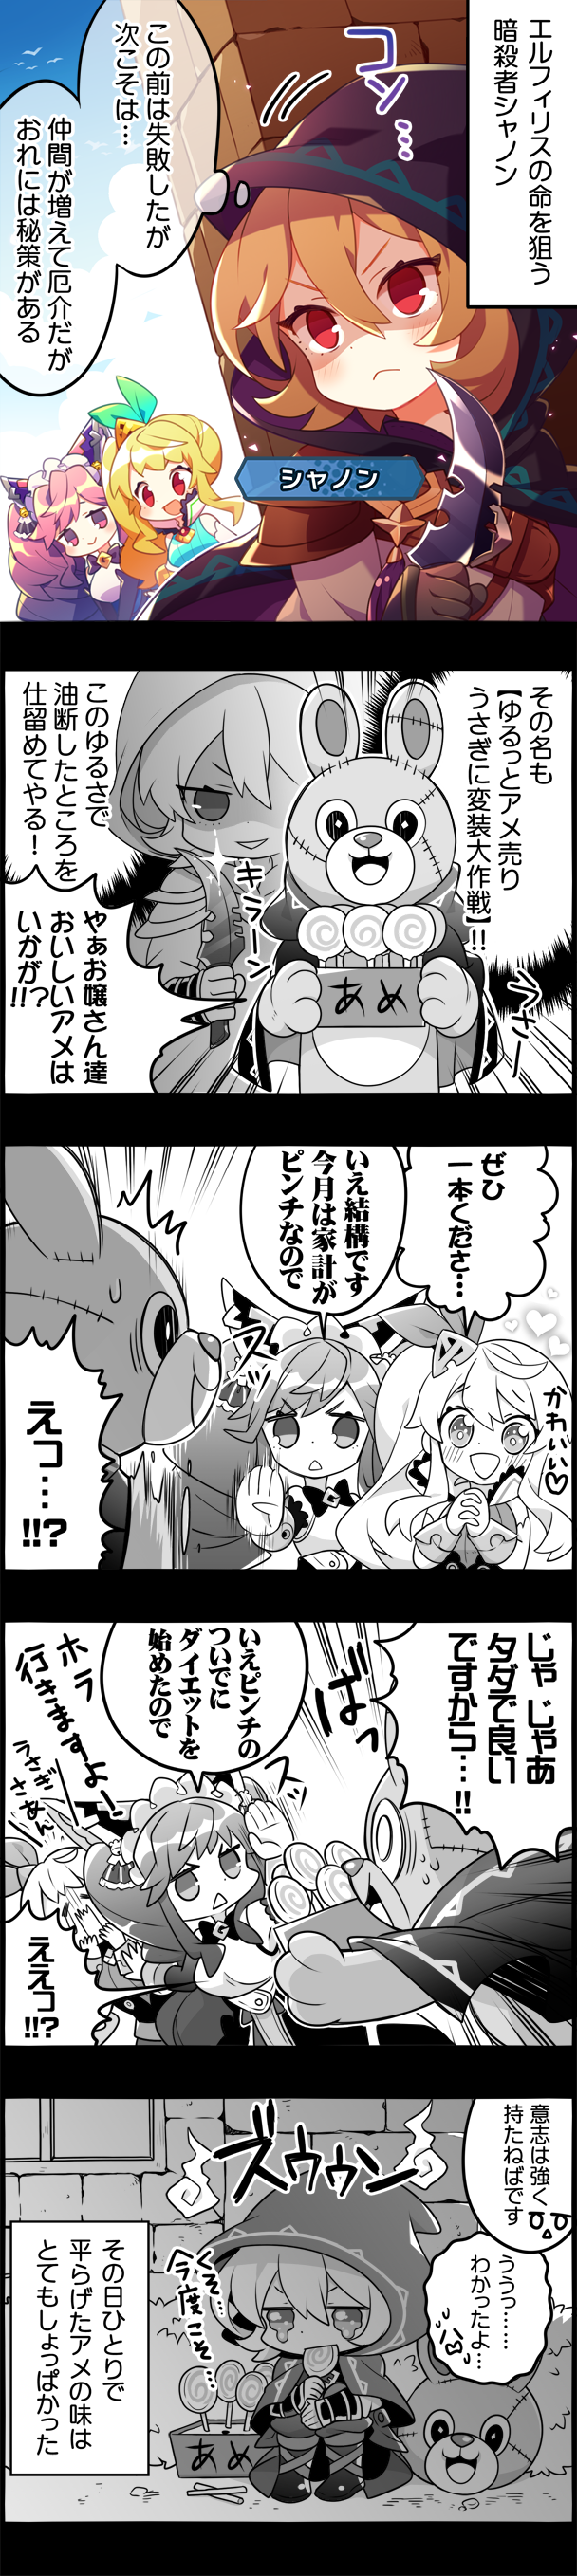 エルフィリスの命を狙う
暗殺者シャノン
コソ…
この前は失敗したが
次こそは…
仲間が増えて厄介だが
おれには秘策がある
シャノン
その名も
【ゆるっとアメ売り
うさぎに変装大作戦】!!
このゆるさで
油断したところを
仕留めてやる！
キラーン
あめ
やぁお嬢さん達
おいしいアメは
いかが!!?
ぜひ
一本くださ…
かわいい♡
いえ結構です
今月は家計が
ピンチなので
スッ
えっ…!!?
じゃ じゃあ
タダで良い
ですから…!!
ばっ
いえピンチの
ついでに
ダイエットを
始めたので
スッ
ホラ
行きますよー
うさぎ
さぁん
ええっ!!?
意志は強く
持たねばです
ううっ……
わかったよ…
ズウゥン
くそ…
今度こそ…
あめ
その日ひとりで
平らげたアメの味は
とてもしょっぱかった